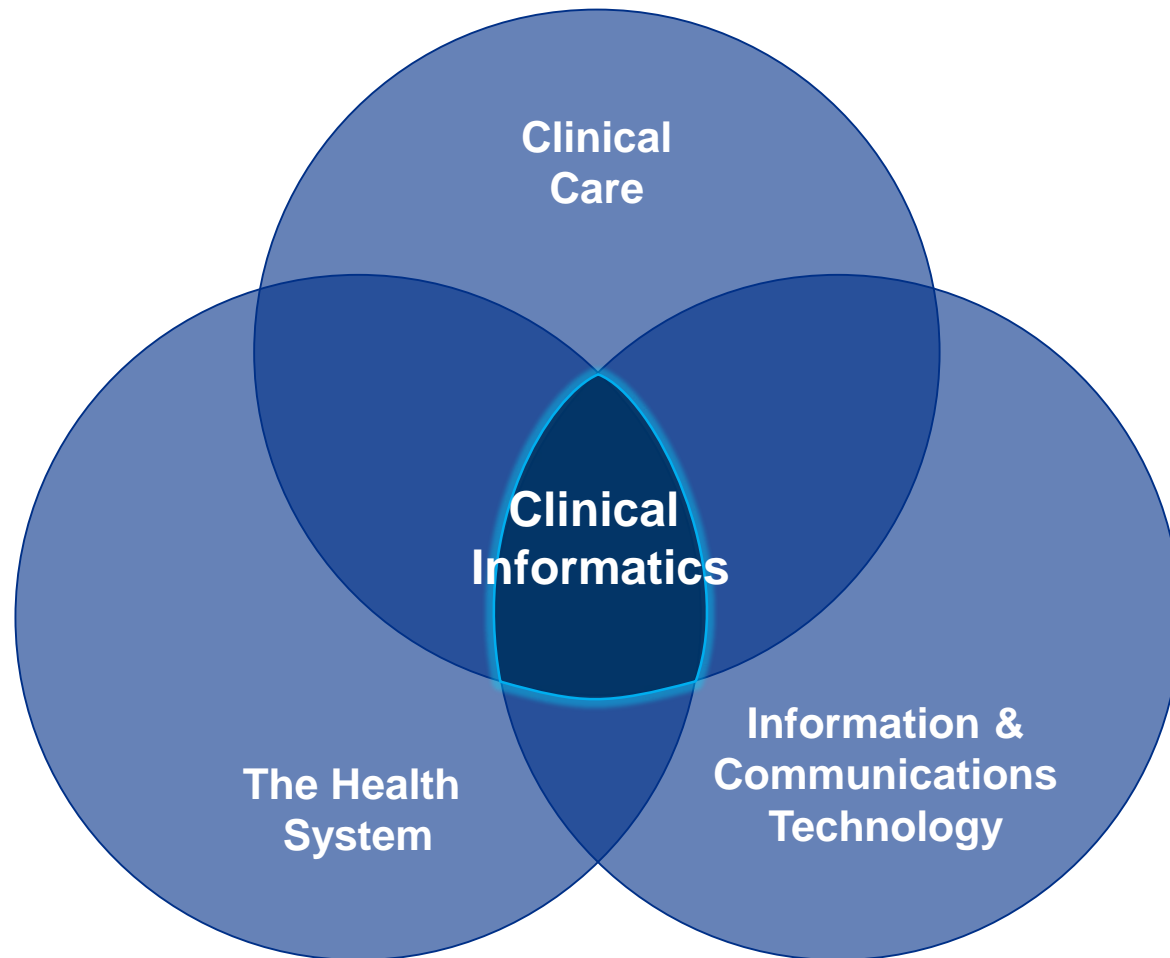 Clinical
Care
Clinical
Informatics
The Health
System
Information &
Communications
Technology